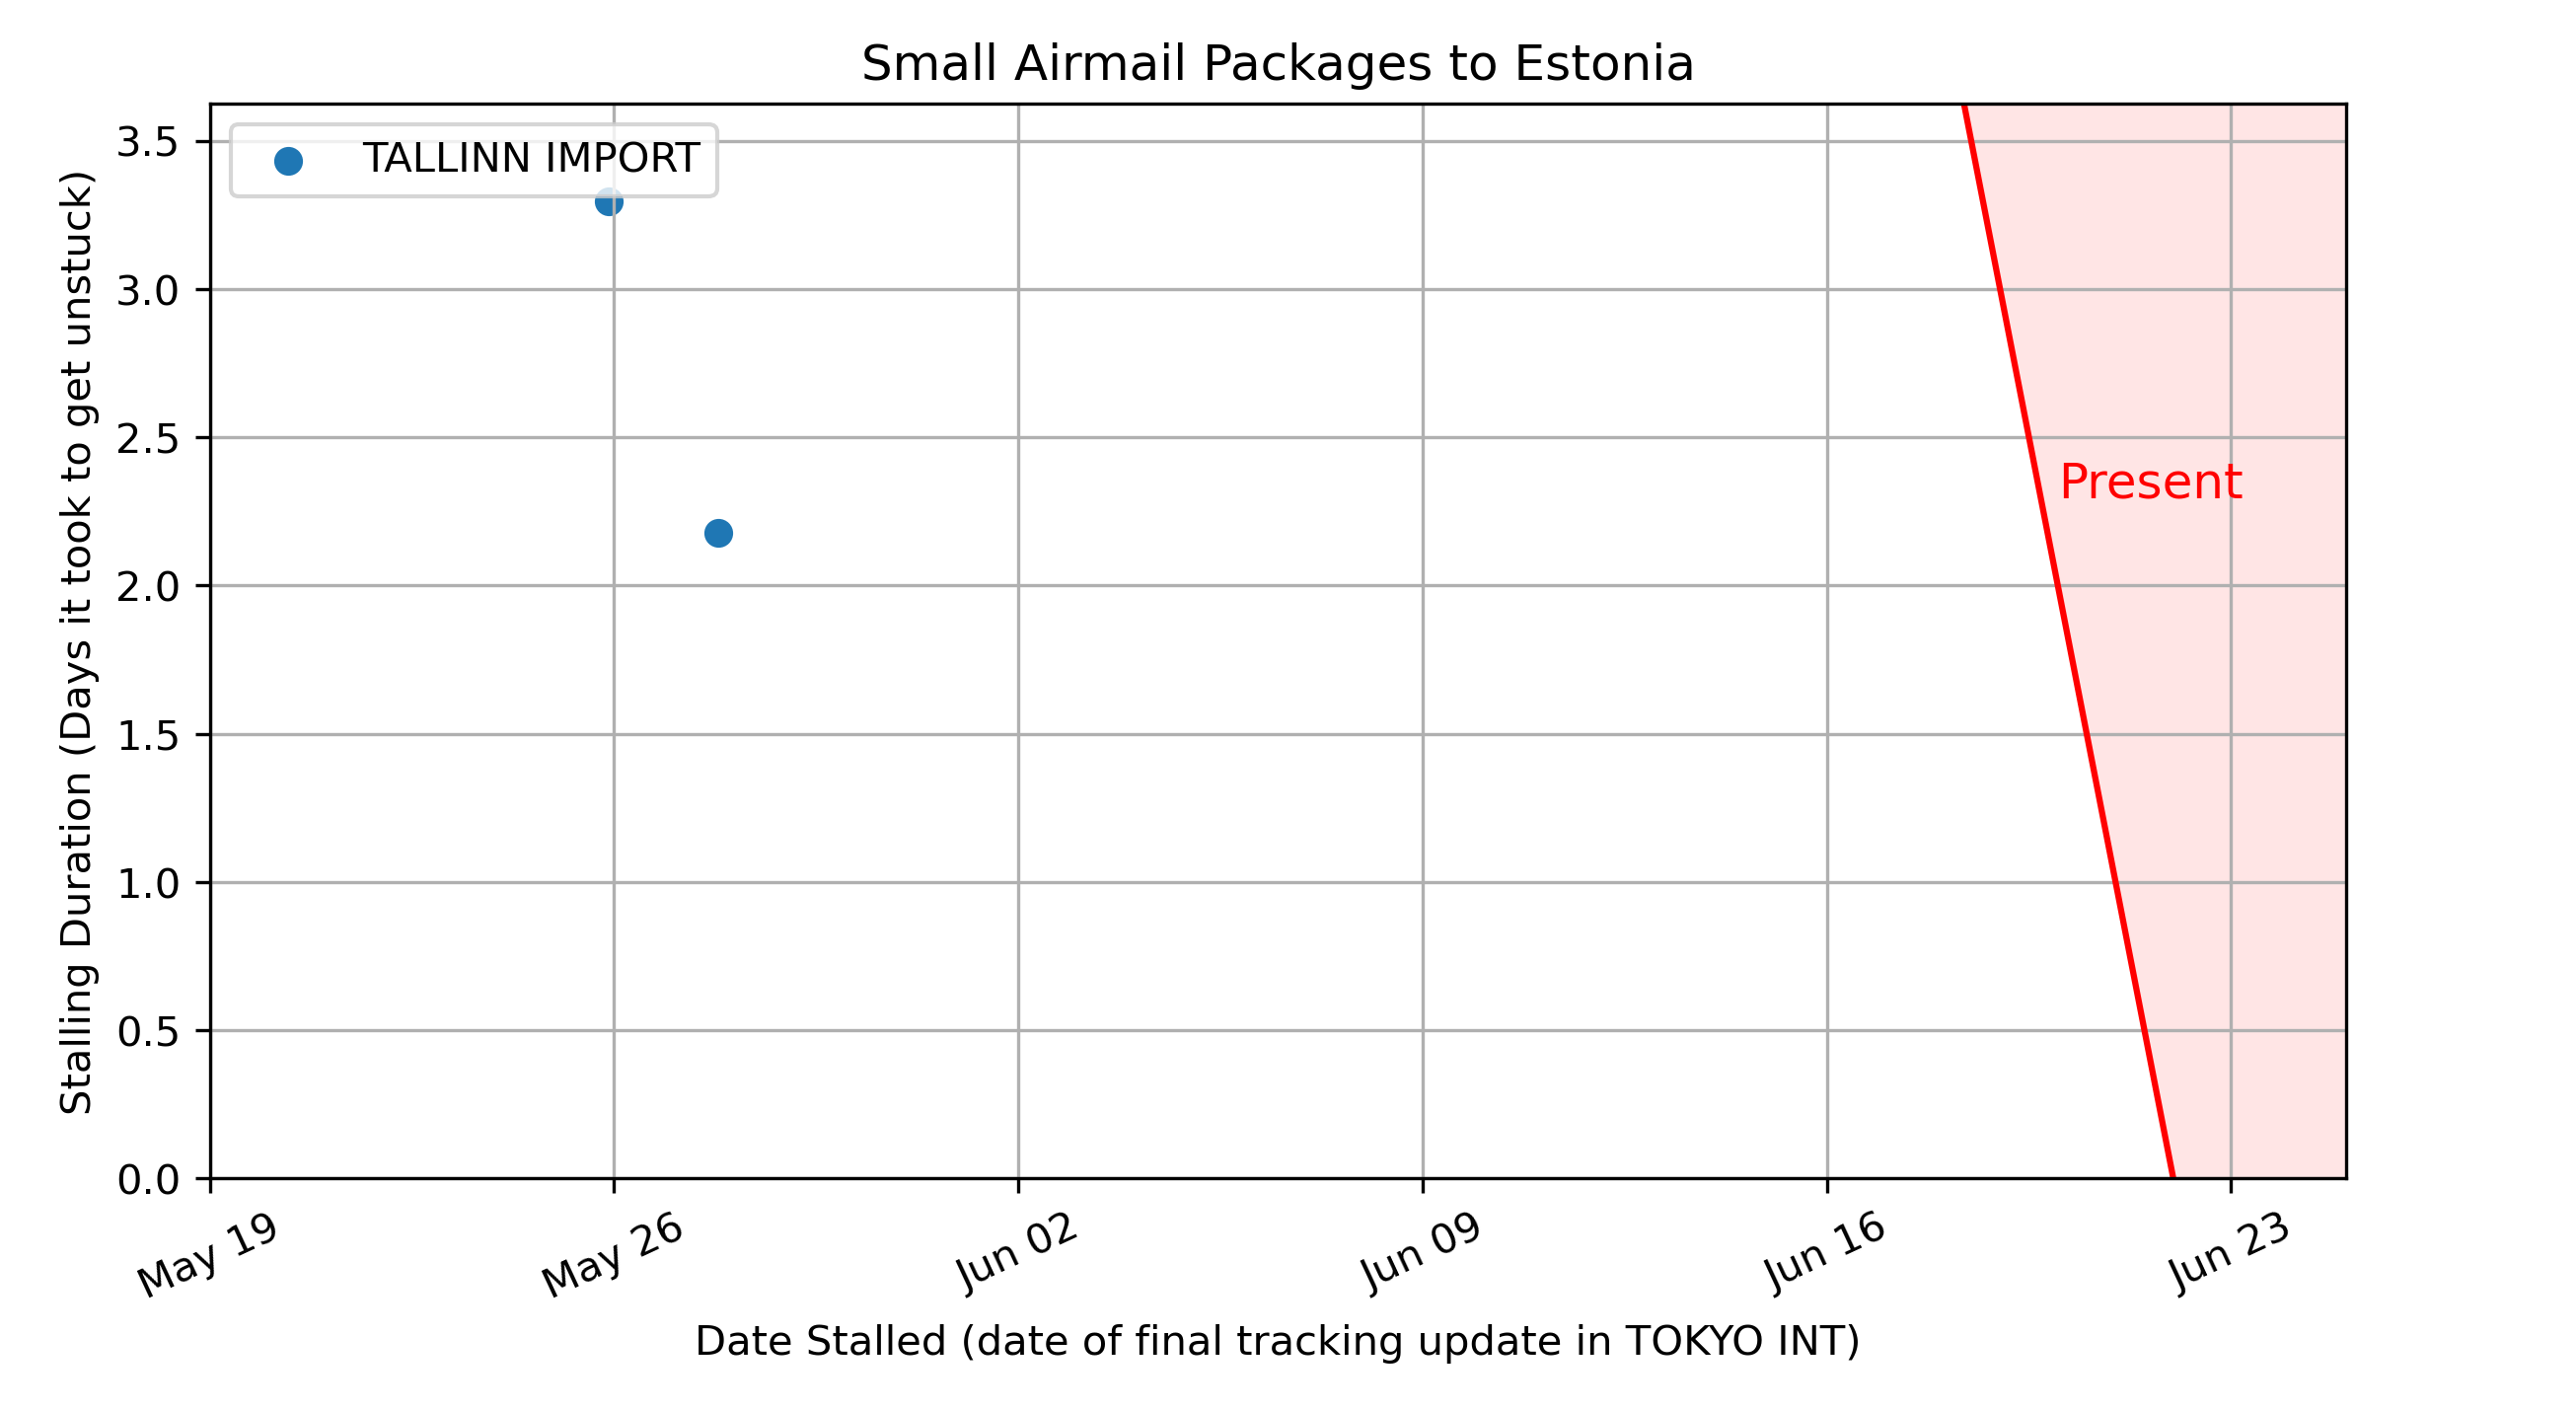 Small Airmail Packages to Estonia
TALLINN IMPORT
Present
Stalling Duration (Days it took to get unstuck)
3.5
3.0
2.5
2.0
1.5
1.0
0.5
0.0
May 19
May 26
Jun 02
Jun 09
Jun 16
Jun 23
Date Stalled (date of final tracking update in TOKYO INT)